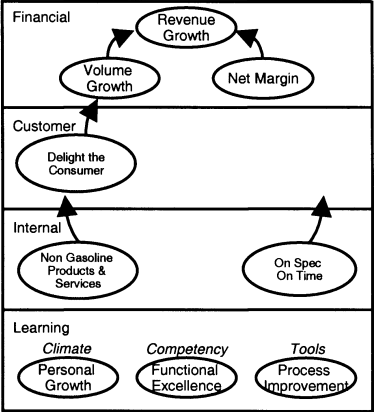 Financial
Revenue
Growth
Volume
Growth
Net Margin
Customer
Delight the
Consumer
Internal
Non Gasoline
Products &
Services
On Spec
On Time
Learning
Climate
Competency
Tools
Personal
Growth
Functional
Excellence
Process
Improvement